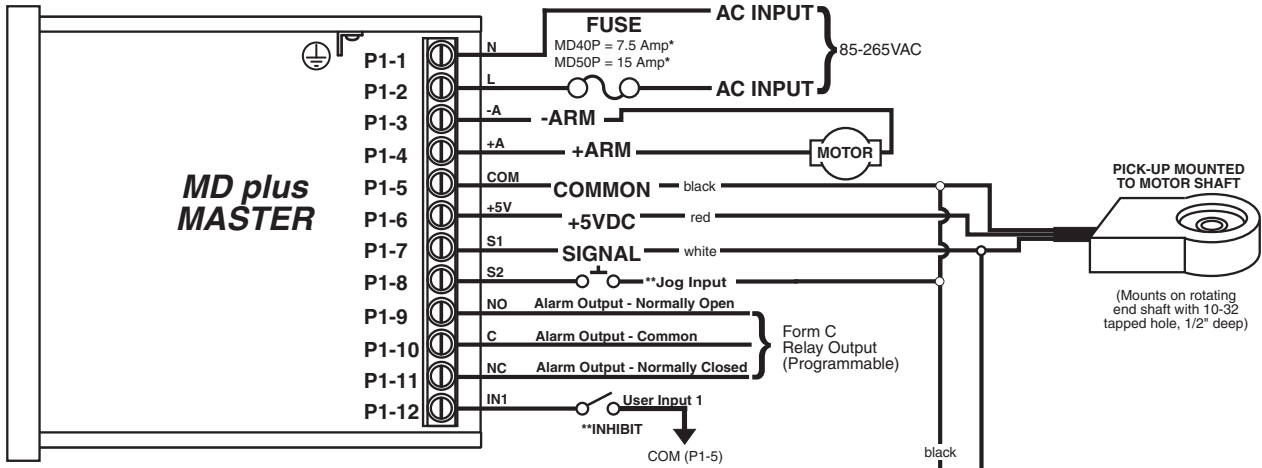 AC INPUT
FUSE
MD40P = 7.5 Amp*
MD50P = 15 Amp*
85-265VAC
AC INPUT
MD plus
MASTER
P1-1 N
P1-2 L
P1-3 -A -ARM
P1-4 +A +ARM MOTOR
P1-5 COM COMMON black
P1-6 +5V +5VDC red
P1-7 S1 SIGNAL white
P1-8 S2 **Jog Input
P1-9 NO Alarm Output - Normally Open
P1-10 C Alarm Output - Common
P1-11 NC Alarm Output - Normally Closed
P1-12 IN1 User Input 1
**INHIBIT
COM (P1-5)
Form C
Relay Output
(Programmable)
PICK-UP MOUNTED
TO MOTOR SHAFT
(Mounts on rotating
end shaft with 10-32
tapped hole, 1/2" deep)
black